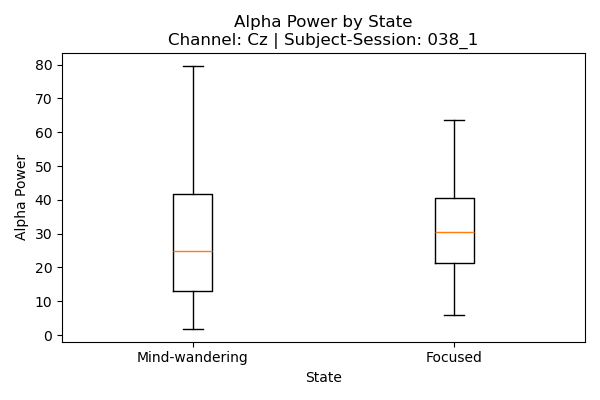 Alpha Power by State
Channel: Cz | Subject-Session: 038_1
Alpha Power
80
70
60
50
40
30
20
10
0
Mind-wandering Focused
State